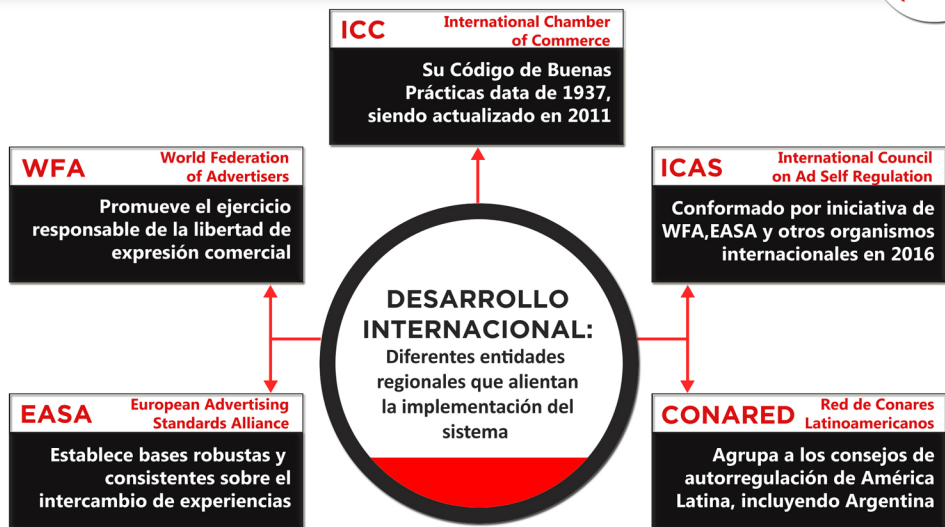 ICC
International Chamber
of Commerce
Su Código de Buenas
Prácticas data de 1937,
siendo actualizado en 2011
WFA
World Federation
of Advertisers
Promueve el ejercicio
responsable de la libertad de
expresión comercial
ICAS
International Council
on Ad Self Regulation
Conformado por iniciativa de
WFA,EASA y otros organismos
internacionales en 2016
DESARROLLO
INTERNACIONAL:
Diferentes entidades
regionales que alientan
la implementación del
sistema
EASA
European Advertising
Standards Alliance
Establece bases robustas y
consistentes sobre el
intercambio de experiencias
CONARED
Red de Conares
Latinoamericanos
Agrupa a los consejos de
autorregulación de América
Latina, incluyendo Argentina